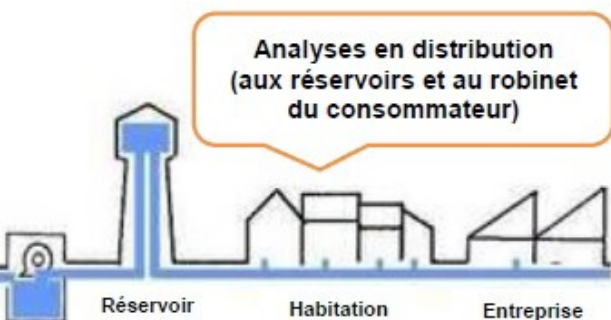 Analyses en distribution
(aux réservoirs et au robinet
du consommateur)
Réservoir
Habitation
Entreprise